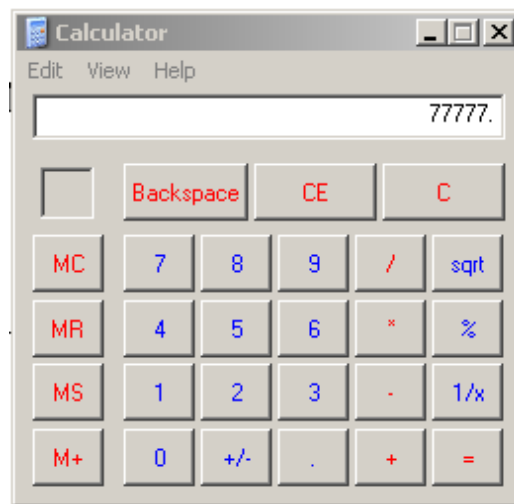 Calculator
Edit View Help
77777.
Backspace CE C
MC 7 8 9 / sqrt
MR 4 5 6 * %
MS 1 2 3 - 1/x
M+ 0 +/- . + =